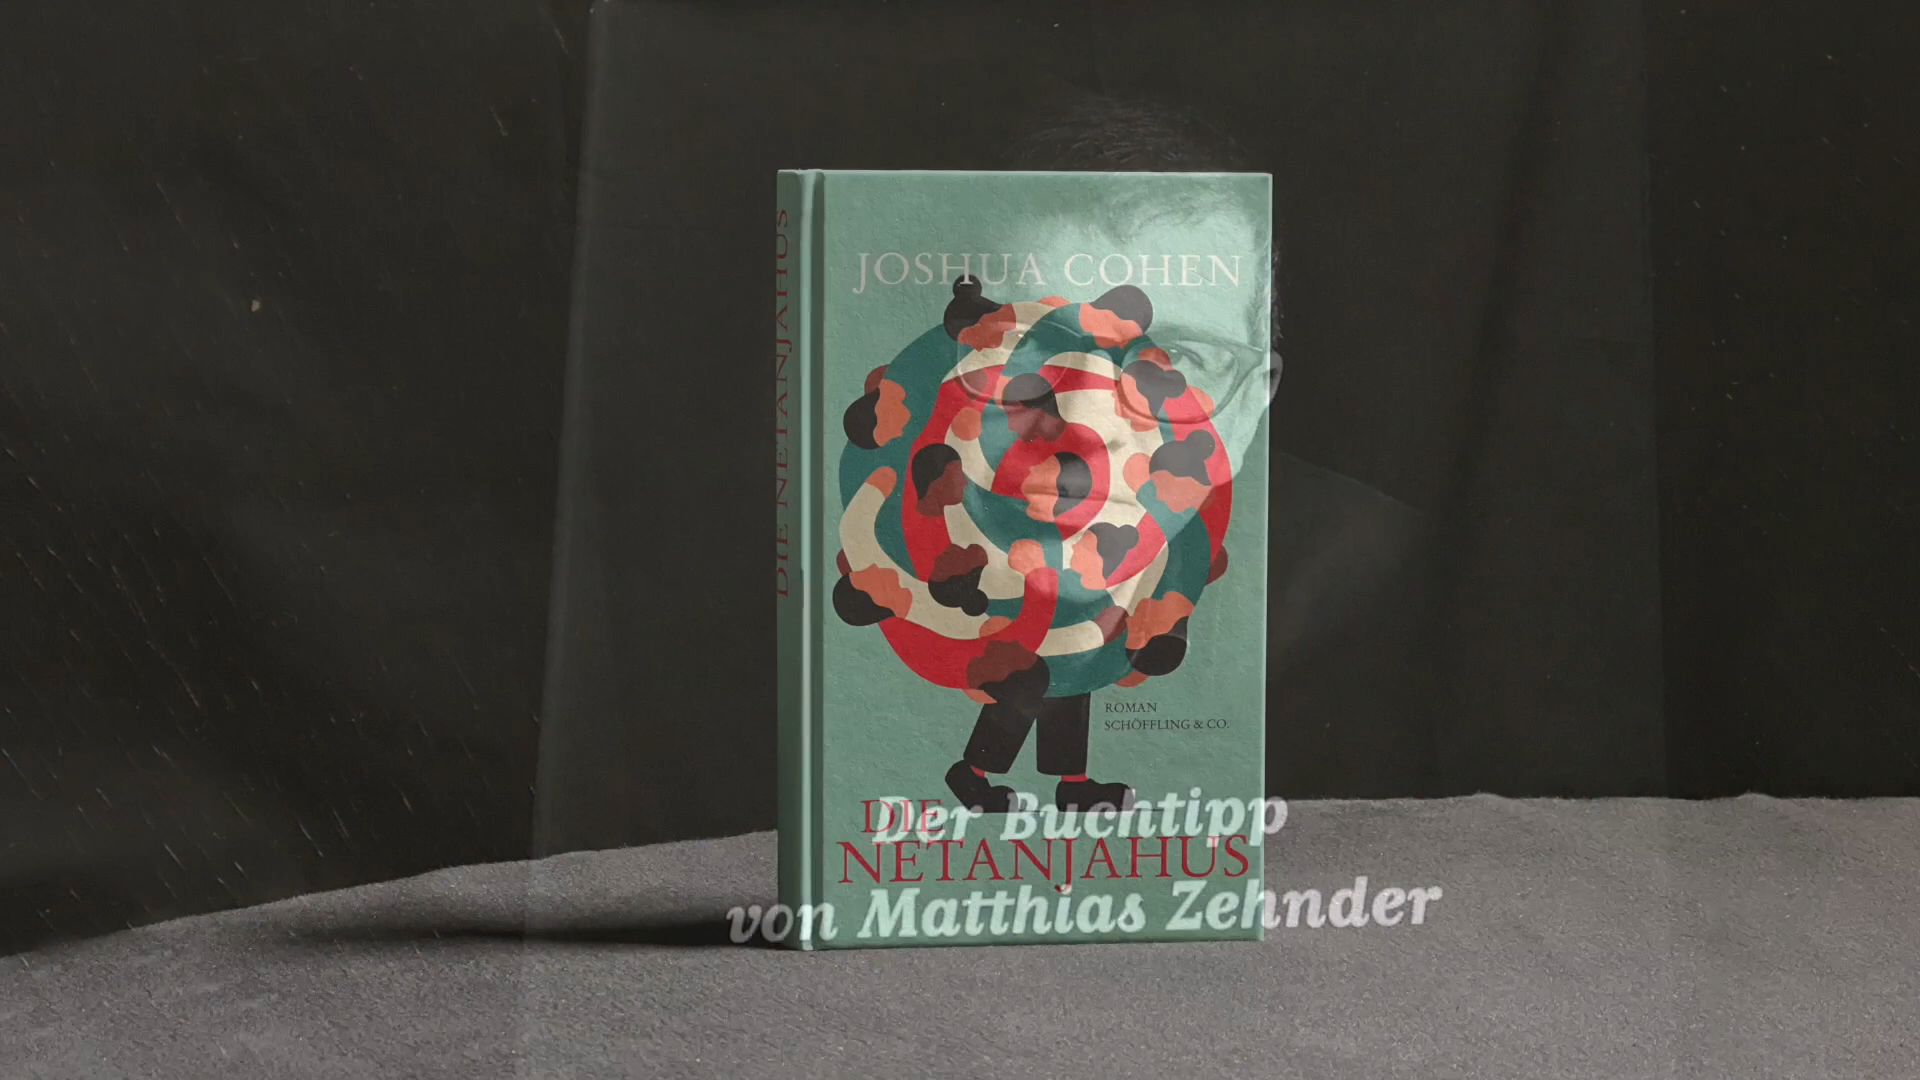 DIE NETANJAHUS
JOSHUA COHEN
ROMAN
SCHÖFFLING & CO.
DIE
NETANJAHUS
Der Buchtipp
von Matthias Zehnder